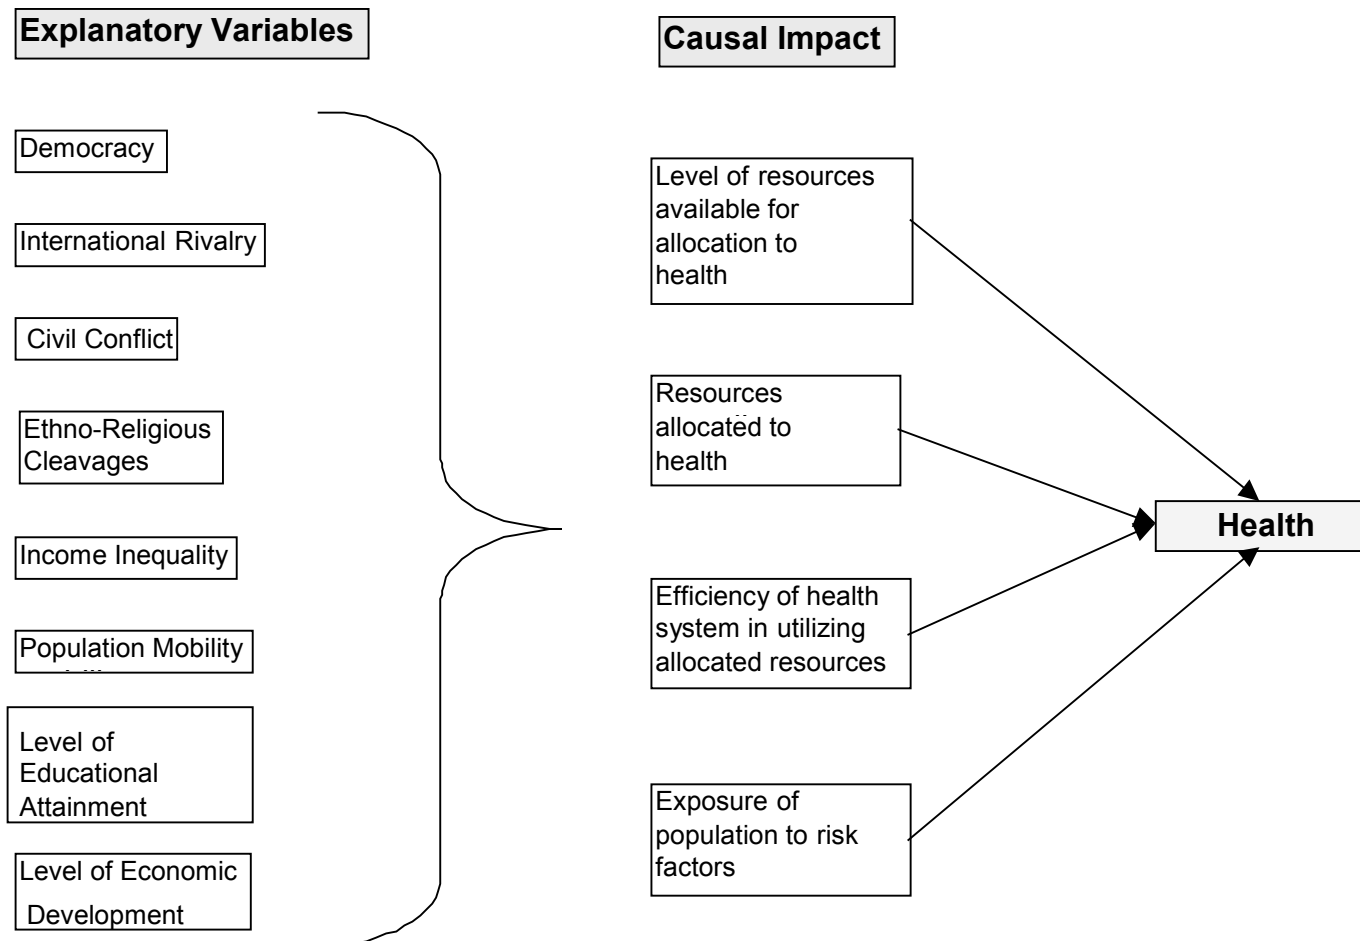 Explanatory Variables
Causal Impact
Democracy
International Rivalry
Civil Conflict
Ethno-Religious
Cleavages
Income Inequality
Population Mobility
Level of
Educational
Attainment
Level of Economic
Development
Level of resources
available for
allocation to
health
Resources
allocated to
health
Efficiency of health
system in utilizing
allocated resources
Exposure of
population to risk
factors
Health